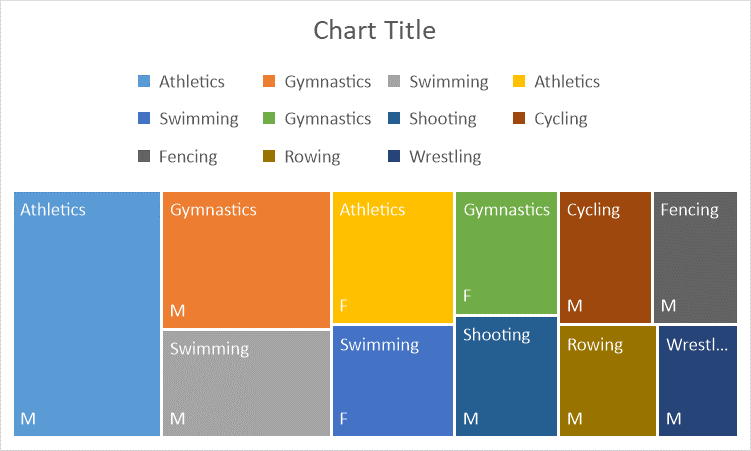 Chart Title
Athletics Gymnastics Swimming Athletics
Swimming Gymnastics Shooting Cycling
Fencing Rowing Wrestling
Athletics Gymnastics Athletics Gymnastics Cycling Fencing
M F F M M
Shooting
Swimming Swimming Rowing Wrestl...
M M F M M M